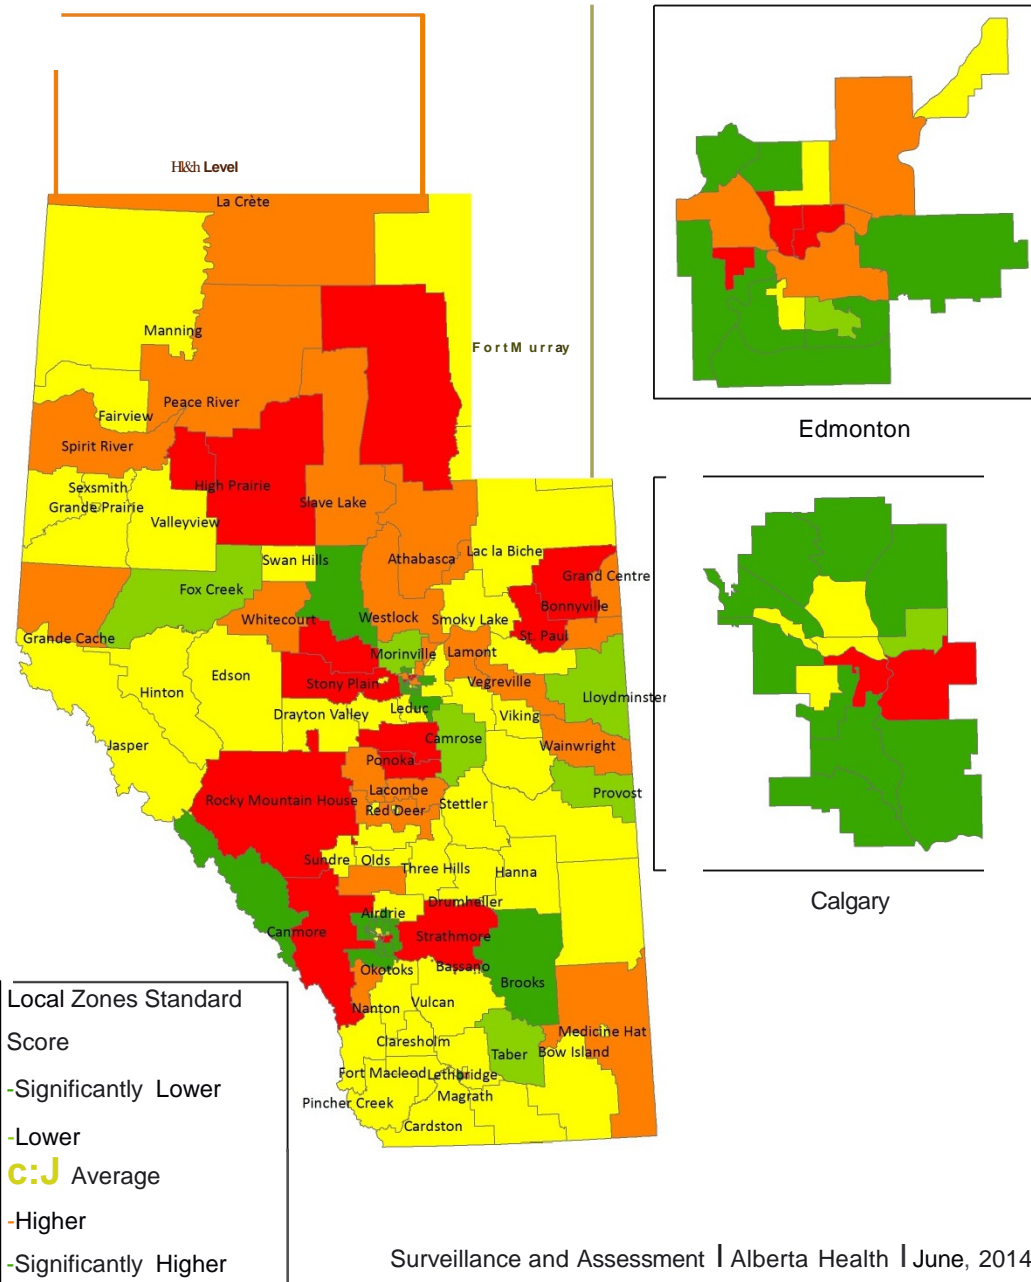 Hl&h Level
La Crète
Manning
FortM urray
Peace River
Fairview
Spirit River
Sexsmith
High Prairie
Grande Prairie
Slave Lake
Valleyview
Swan Hills
Athabasca
Lac la Biche
Grand Centre
Fox Creek
Bonnyville
Whitecourt
Westlock
Smoky Lake
Grande Cache
St. Paul
Morinville
Lamont
Edson
Stony Plain
Vegreville
Hinton
Lloydminster
Leduc
Drayton Valley
Viking
Jasper
Camrose
Wainwright
Ponoka
Lacombe
Provost
Rocky Mountain House
Stettler
Red Deer
Sundre
Olds
Three Hills
Hanna
Drumheller
Airdrie
Canmore
Strathmore
Okotoks
Bassano
Brooks
Nanton
Vulcan
Medicine Hat
Claresholm
Taber
Bow Island
Fort Macleod
Lethbridge
Magrath
Pincher Creek
Cardston
Edmonton
Calgary
Local Zones Standard
Score
-Significantly Lower
-Lower
c:J Average
-Higher
-Significantly Higher
Surveillance and Assessment | Alberta Health | June, 2014